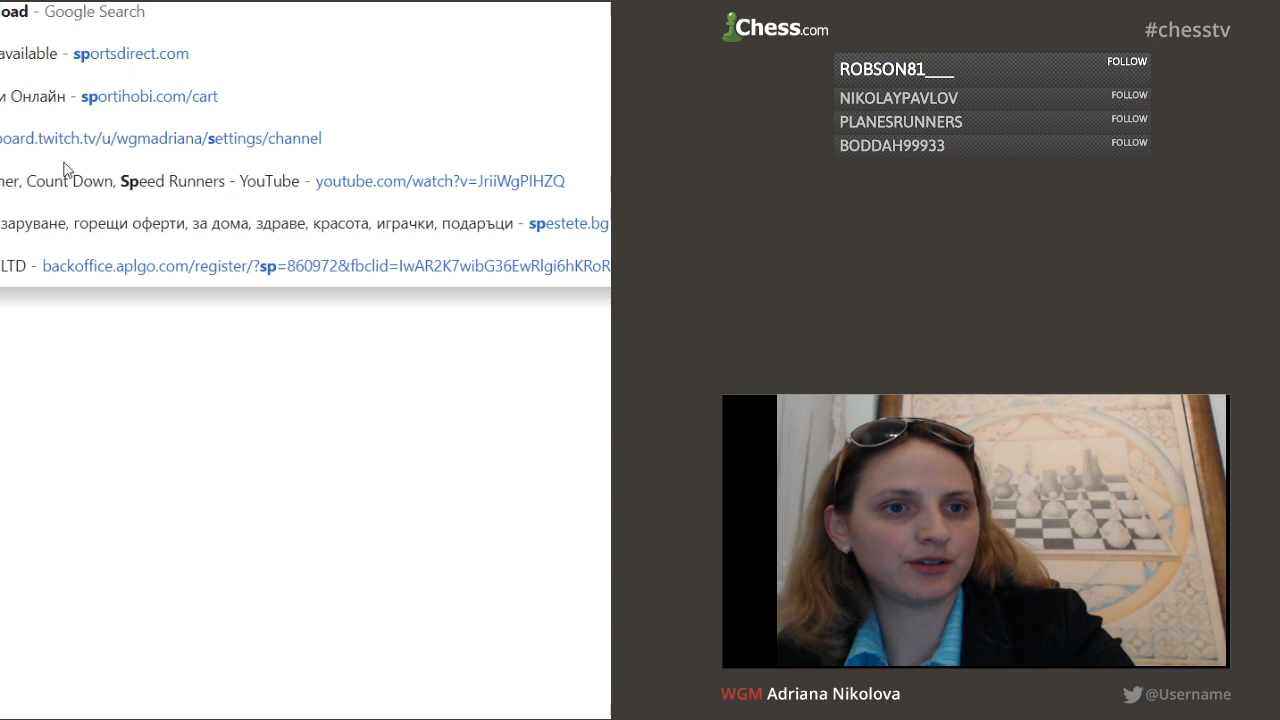 oad - Google Search
available - sportsdirect.com
и Онлайн - sportihobi.com/cart
board.twitch.tv/u/wgmadriana/settings/channel
ner, Count Down, Speed Runners - YouTube - youtube.com/watch?v=JriiWgPIHZQ
заруване, горещи оферти, за дома, здраве, красота, играчки, подаръци - spestete.bg
LTD - backoffice.aplgo.com/register/?sp=860972&fbclid=IwAR2K7wibG36EwRlgi6hKRoR
Chess.com
#chesstv
ROBSON81____ FOLLOW
NIKOLAYPAVLOV FOLLOW
PLANESRUNNERS FOLLOW
BODDAH99933 FOLLOW
WGM Adriana Nikolova
@Username